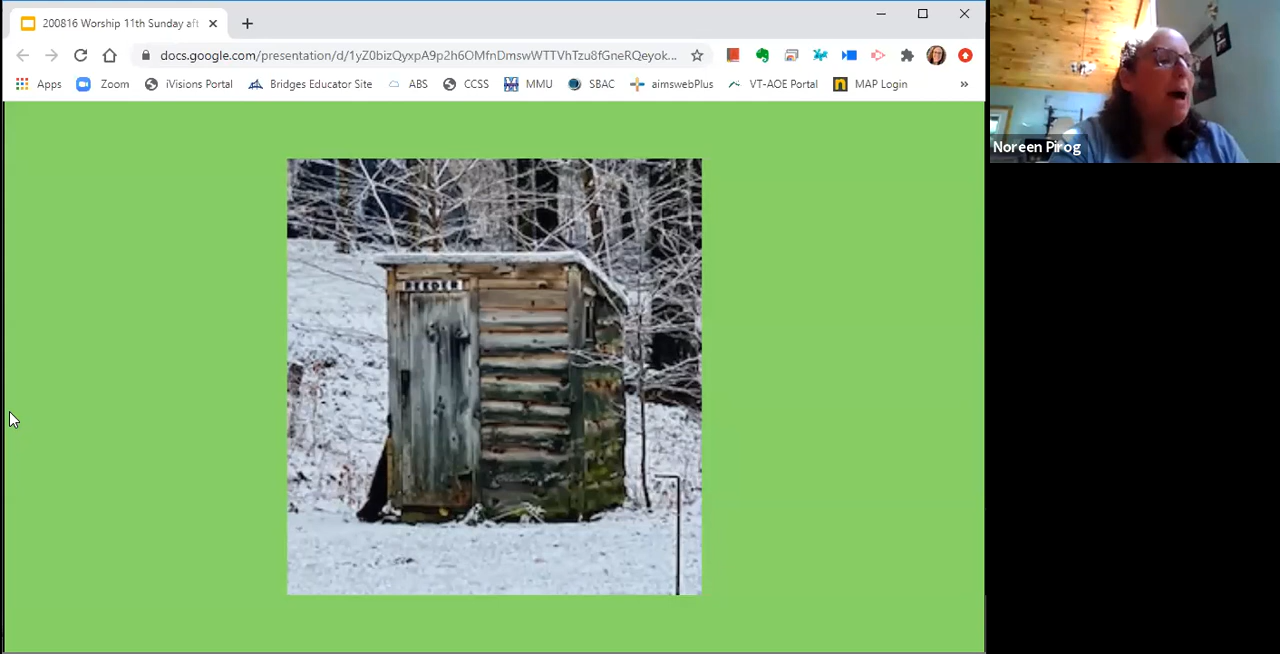 200816 Worship 11th Sunday aft
docs.google.com/presentation/d/1yZ0bizQyxpA9p2h6OMfnDmswWTTVhTzu8fGneRQeyok...
Apps Zoom iVisions Portal Bridges Educator Site ABS CCSS MMU SBAC aimswebPlus VT-AOE Portal MAP Login »
Noreen Pirog